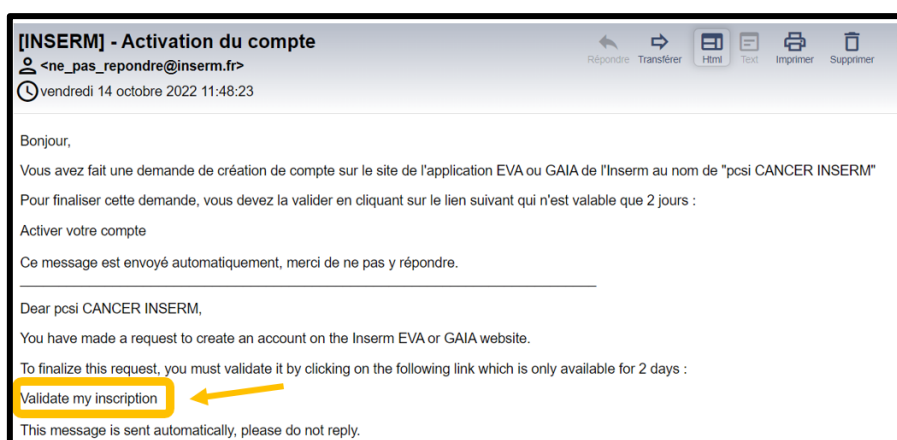 [INSERM] - Activation du compte
<ne_pas_repondre@inserm.fr>
vendredi 14 octobre 2022 11:48:23
Répondre Transférer Html Text Imprimer Supprimer
Bonjour,
Vous avez fait une demande de création de compte sur le site de l'application EVA ou GAIA de l'Inserm au nom de "pcsi CANCER INSERM"
Pour finaliser cette demande, vous devez la valider en cliquant sur le lien suivant qui n'est valable que 2 jours :
Activer votre compte
Ce message est envoyé automatiquement, merci de ne pas y répondre.
Dear pcsi CANCER INSERM,
You have made a request to create an account on the Inserm EVA or GAIA website.
To finalize this request, you must validate it by clicking on the following link which is only available for 2 days :
Validate my inscription
This message is sent automatically, please do not reply.